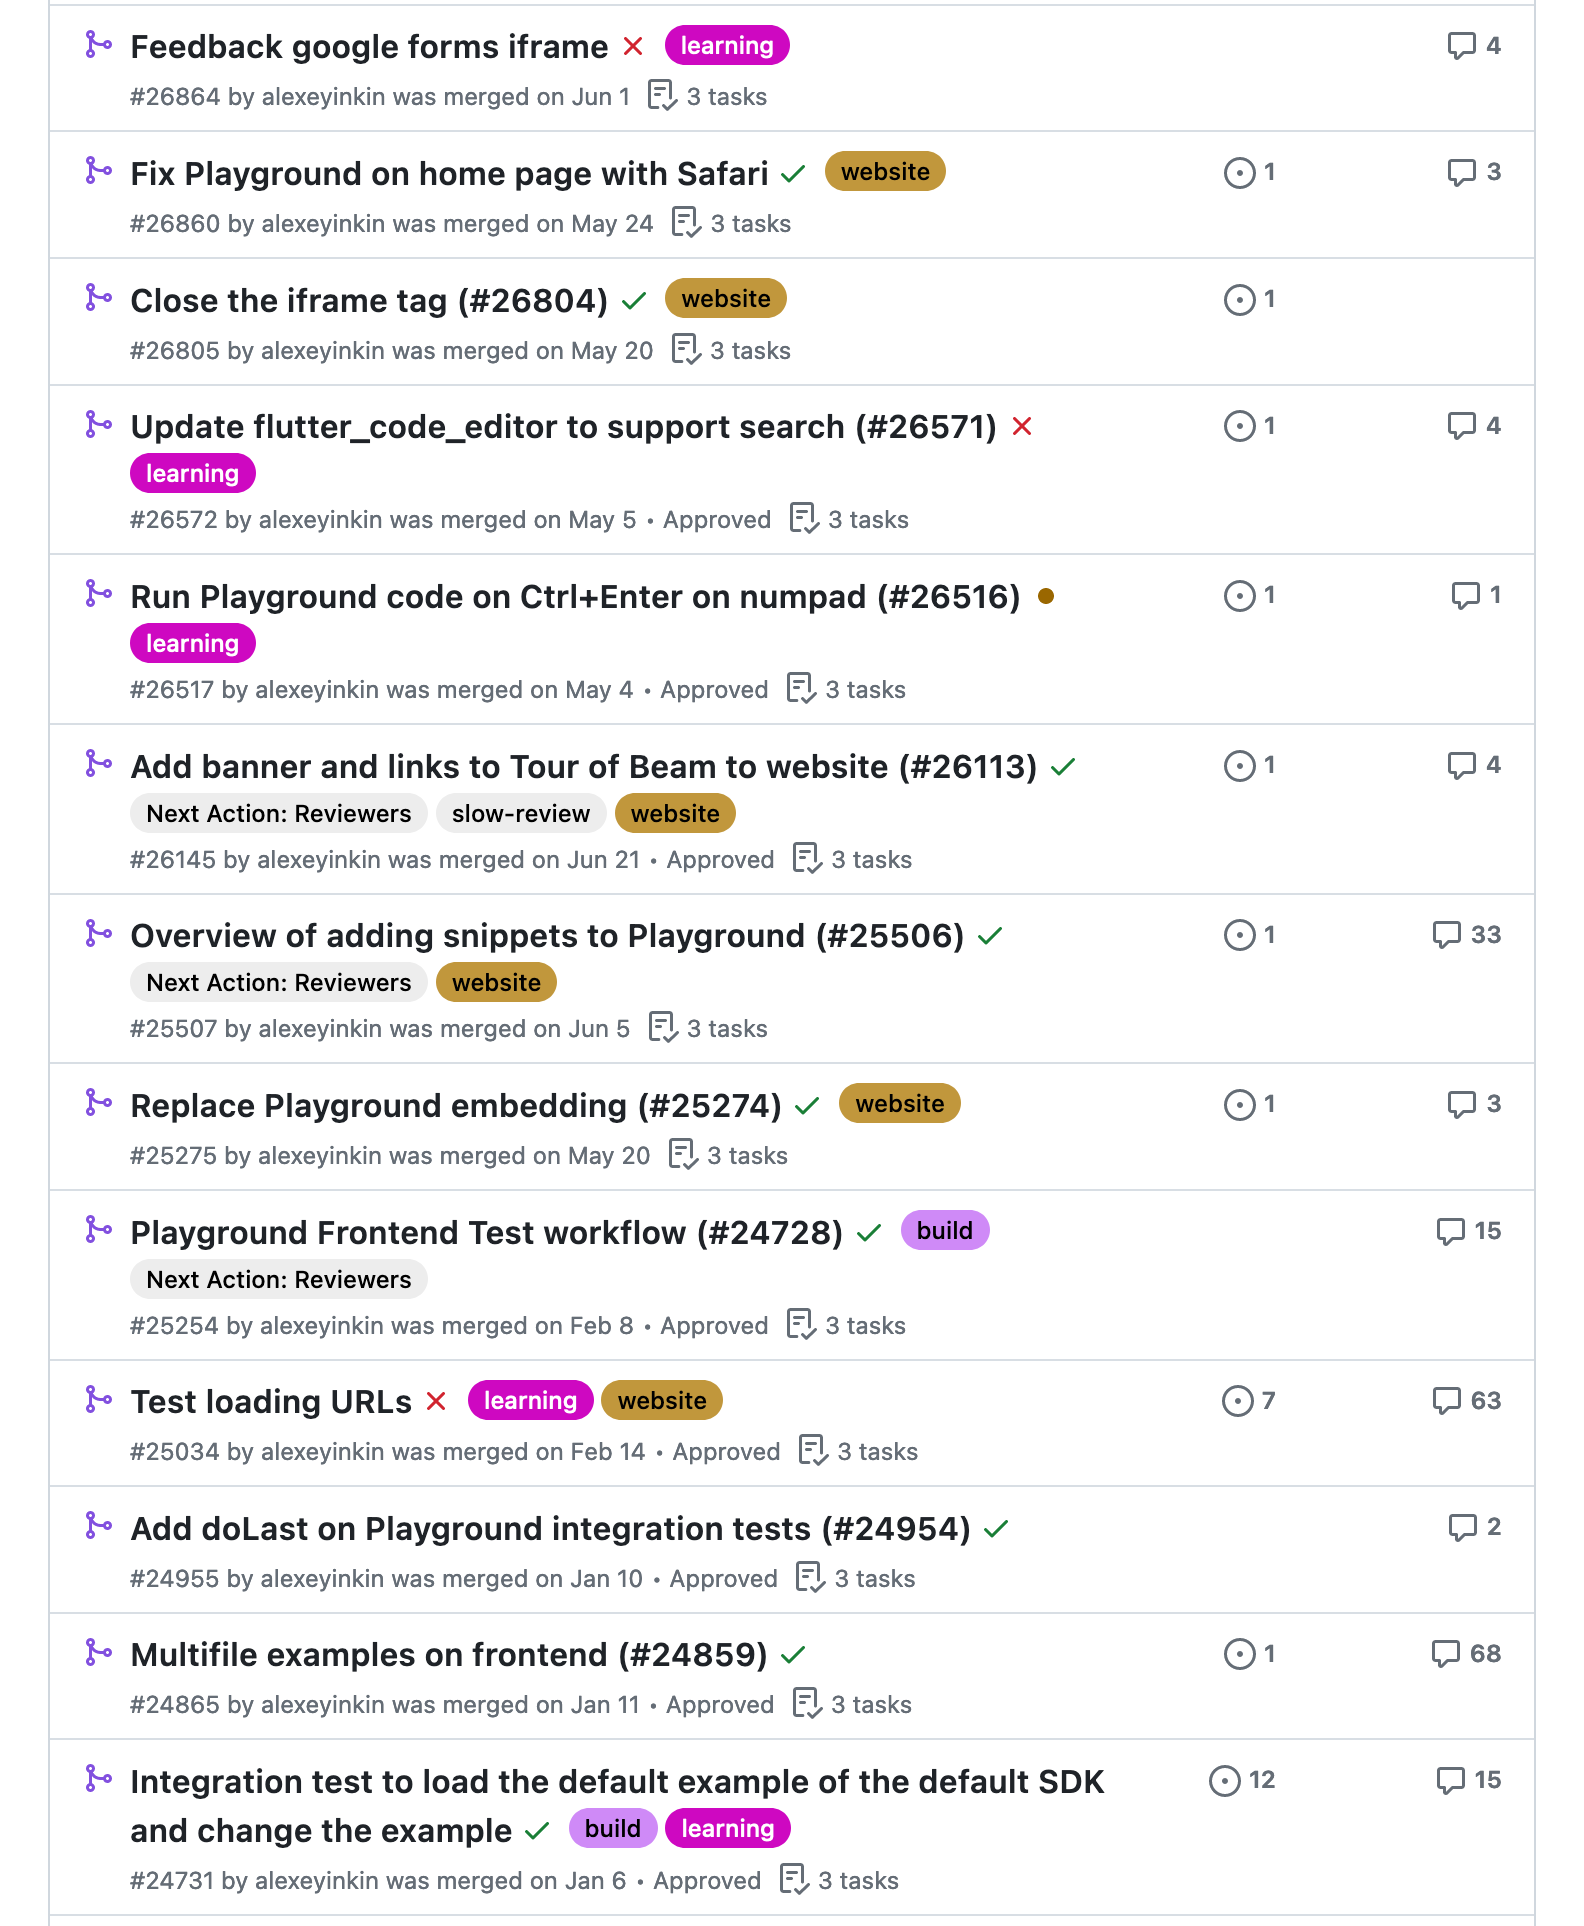 Feedback google forms iframe learning 4
#26864 by alexeyinkin was merged on Jun 1 3 tasks
Fix Playground on home page with Safari website 1 3
#26860 by alexeyinkin was merged on May 24 3 tasks
Close the iframe tag (#26804) website 1
#26805 by alexeyinkin was merged on May 20 3 tasks
Update flutter_code_editor to support search (#26571) 1 4
learning
#26572 by alexeyinkin was merged on May 5 • Approved 3 tasks
Run Playground code on Ctrl+Enter on numpad (#26516) 1 1
learning
#26517 by alexeyinkin was merged on May 4 • Approved 3 tasks
Add banner and links to Tour of Beam to website (#26113) 1 4
Next Action: Reviewers slow-review website
#26145 by alexeyinkin was merged on Jun 21 • Approved 3 tasks
Overview of adding snippets to Playground (#25506) 1 33
Next Action: Reviewers website
#25507 by alexeyinkin was merged on Jun 5 3 tasks
Replace Playground embedding (#25274) website 1 3
#25275 by alexeyinkin was merged on May 20 3 tasks
Playground Frontend Test workflow (#24728) build 15
Next Action: Reviewers
#25254 by alexeyinkin was merged on Feb 8 • Approved 3 tasks
Test loading URLs learning website 7 63
#25034 by alexeyinkin was merged on Feb 14 • Approved 3 tasks
Add doLast on Playground integration tests (#24954) 2
#24955 by alexeyinkin was merged on Jan 10 • Approved 3 tasks
Multifile examples on frontend (#24859) 1 68
#24865 by alexeyinkin was merged on Jan 11 • Approved 3 tasks
Integration test to load the default example of the default SDK 12 15
and change the example build learning
#24731 by alexeyinkin was merged on Jan 6 • Approved 3 tasks